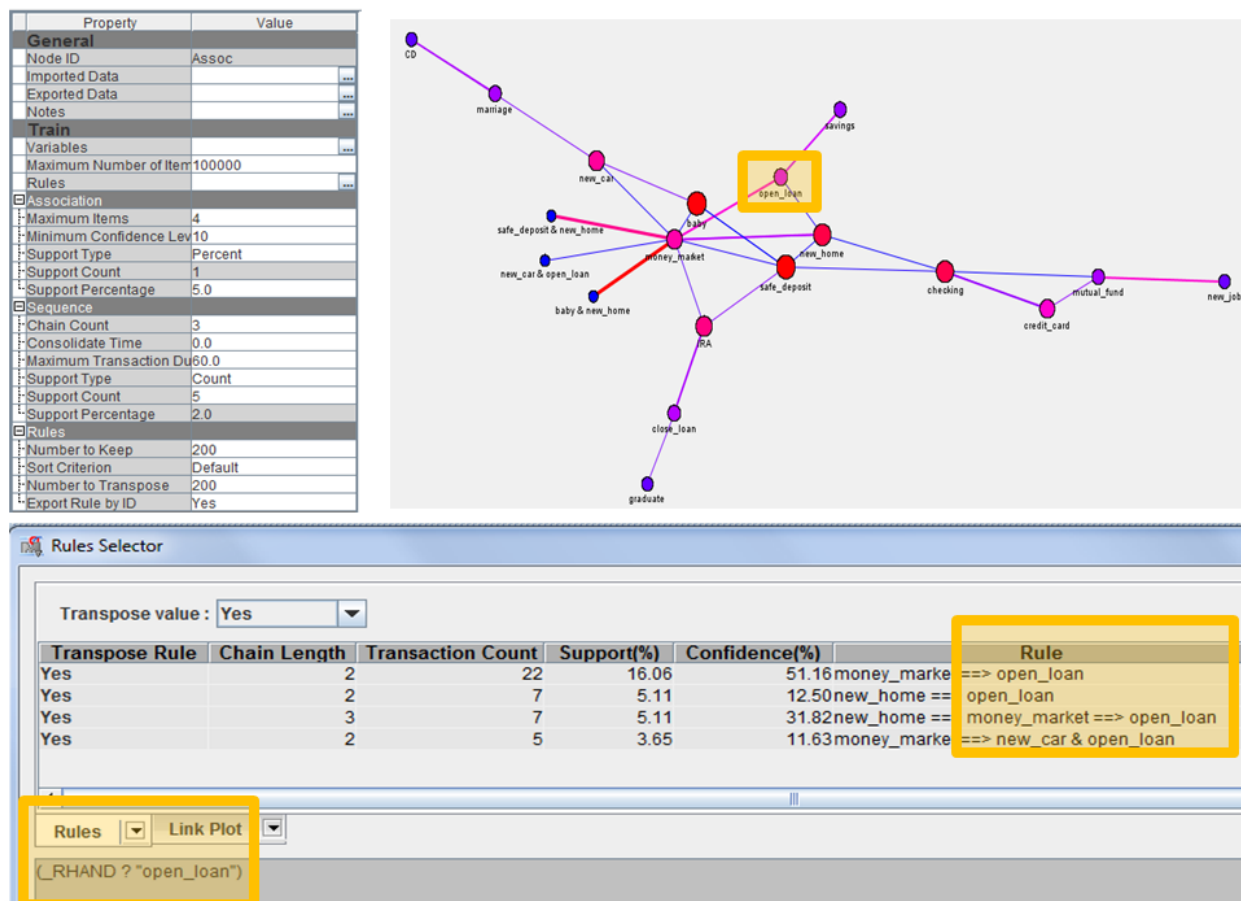 Property Value
General
Node ID Assoc
Imported Data ...
Exported Data ...
Notes ...
Train
Variables ...
Maximum Number of Item 100000
Rules ...
Association
Maximum Items 4
Minimum Confidence Lev 10
Support Type Percent
Support Count 1
Support Percentage 5.0
Sequence
Chain Count 3
Consolidate Time 0.0
Maximum Transaction Du 60.0
Support Type Count
Support Count 5
Support Percentage 2.0
Rules
Number to Keep 200
Sort Criterion Default
Number to Transpose 200
Export Rule by ID Yes
CD
marriage
savings
new_car
open_loan
baby
safe_deposit & new_home
money_market
new_home
new_car & open_loan
safe_deposit
checking
mutual_fund
new_job
baby & new_home
credit_card
IRA
close_loan
graduate
Rules Selector
Transpose value : Yes
Transpose Rule Chain Length Transaction Count Support(%) Confidence(%) Rule
Yes 2 22 16.06 51.16 money_marke ==> open_loan
Yes 2 7 5.11 12.50 new_home == open_loan
Yes 3 7 5.11 31.82 new_home == money_market ==> open_loan
Yes 2 5 3.65 11.63 money_marke ==> new_car & open_loan
Rules Link Plot
(_RHAND ? "open_loan")